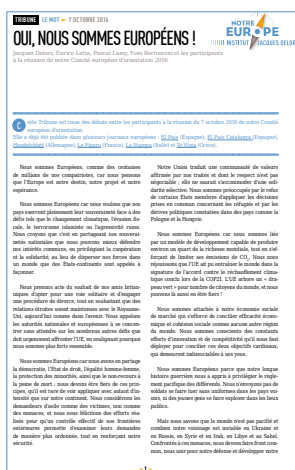 TRIBUNE LE MOT – 7 OCTOBRE 2016
OUI, NOUS SOMMES EUROPÉENS !
Jacques Delors, Enrico Letta, Pascal Lamy, Yves Bertoncini et les participants
à la réunion de notre Comité européen d'orientation 2016
NOTRE
EUROPE
INSTITUT JACQUES DELOR
Cette Tribune est issue des débats entre les participants à la réunion du 7 octobre 2016 de notre Comité
européen d'orientation.
Elle a déjà été publiée dans plusieurs journaux européens : El País (Espagne), El País Catalunya (Espagne),
Handelsblatt (Allemagne), Le Figaro (France), La Stampa (Italie) et Ta Vima (Grèce).
Nous sommes Européens, comme des centaines
de millions de nos compatriotes, car nous pensons
que l'Europe est notre destin, notre projet et notre
espérance.
Nous sommes Européens car nous voulons que nos
pays exercent pleinement leur souveraineté face à des
défis tels que le changement climatique, l'évasion fis-
cale, le terrorisme islamiste ou l'agressivité russe.
Nous croyons que c'est en partageant nos souverai-
netés nationales que nous pouvons mieux défendre
nos intérêts communs, en privilégiant la coopération
et la solidarité, au lieu de disperser nos forces dans
un monde que des États-continents sont appelés à
façonner.
Nous prenons acte du souhait de nos amis britan-
niques d'opter pour une voie solitaire et d'engager
une procédure de divorce, tout en souhaitant que des
relations étroites soient maintenues avec le Royaume-
Uni, aujourd'hui comme dans l'avenir. Nous appelons
les autorités nationales et européennes à se concen-
trer sans attendre sur les nombreux autres défis que
doit urgemment affronter l'UE, en soulignant pourquoi
nous sommes plus forts ensemble.
Nous sommes Européens car nous avons en partage
la démocratie, l'État de droit, l'égalité homme-femme,
la protection des minorités, ainsi que le non-recours à
la peine de mort : nous devons être fiers de ces prin-
cipes, qu'il est rare de voir appliquer avec autant d'in-
tensité que sur notre continent. Nous considérons les
demandeurs d'asile comme des victimes, non comme
des menaces, et nous nous félicitons des efforts réa-
lisés pour qu'un contrôle effectif de nos frontières
extérieures permette d'examiner leurs demandes
de manière plus ordonnée, tout en renforçant notre
sécurité.
Notre Union traduit une communauté de valeurs
affirmée par nos traités et dont le respect n'est pas
négociable ; elle ne saurait s'accommoder d'une soli-
darité sélective. Nous sommes préoccupés par le refus
de certains États membres d'appliquer les décisions
prises en commun concernant les réfugiés et par les
dérives politiques constatées dans des pays comme la
Pologne et la Hongrie.
Nous sommes Européens car nous sommes liés
par un modèle de développement capable de produire
environ un quart de la richesse mondiale, tout en s'ef-
forçant de limiter ses émissions de CO₂. Nous nous
réjouissons que l'UE ait pu entraîner le monde dans la
signature de l'accord contre le réchauffement clima-
tique conclu lors de la COP21. L'UE arbore un « dra-
peau vert » pour nombre de citoyens du monde, et nous
pouvons là aussi en être fiers !
Nous sommes attachés à notre économie sociale
de marché qui s'efforce de concilier efficacité écono-
mique et cohésion sociale comme aucune autre région
du monde. Nous sommes conscients des constants
efforts d'innovation et de compétitivité qu'il nous faut
déployer pour concilier ces deux objectifs cardinaux,
qui demeurent indissociables à nos yeux.
Nous sommes Européens parce que notre longue
histoire guerrière nous a appris à privilégier le règle-
ment pacifique des différends. Nous n'envoyons pas de
soldats se faire tuer sans uniformes dans les pays voi-
sins, ni des jeunes gens se faire exploser dans les lieux
publics.
Mais nous savons que le monde n'est pas pacifié et
combien notre voisinage est instable en Ukraine et
en Russie, en Syrie et en Irak, en Libye et au Sahel.
Confrontés à ces menaces, nous devons faire front com-
mun, nous unir pour notre défense et développer notre
1